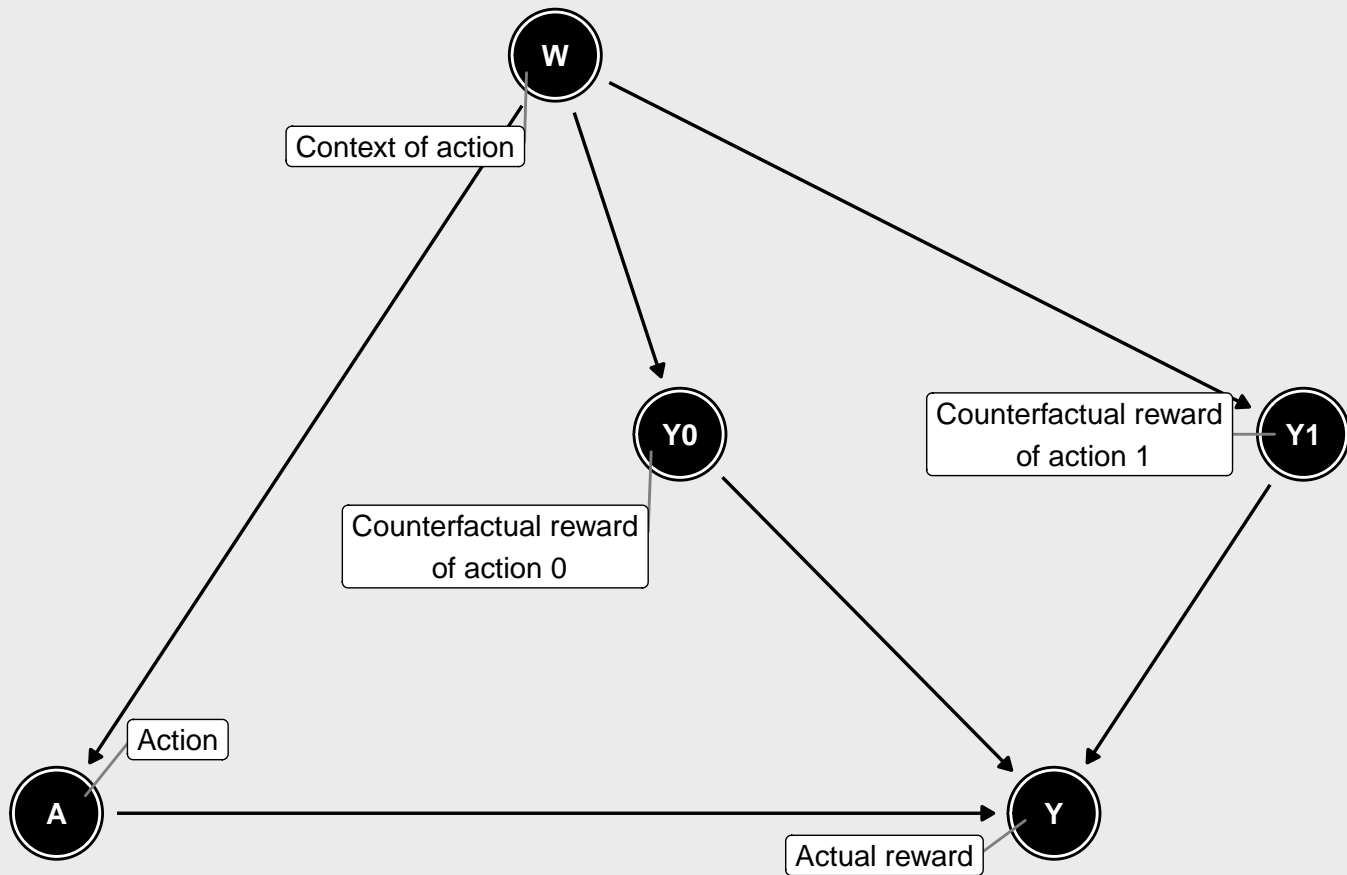 W
Context of action
Y0
Y1
Counterfactual reward
of action 1
Counterfactual reward
of action 0
Action
A
Y
Actual reward